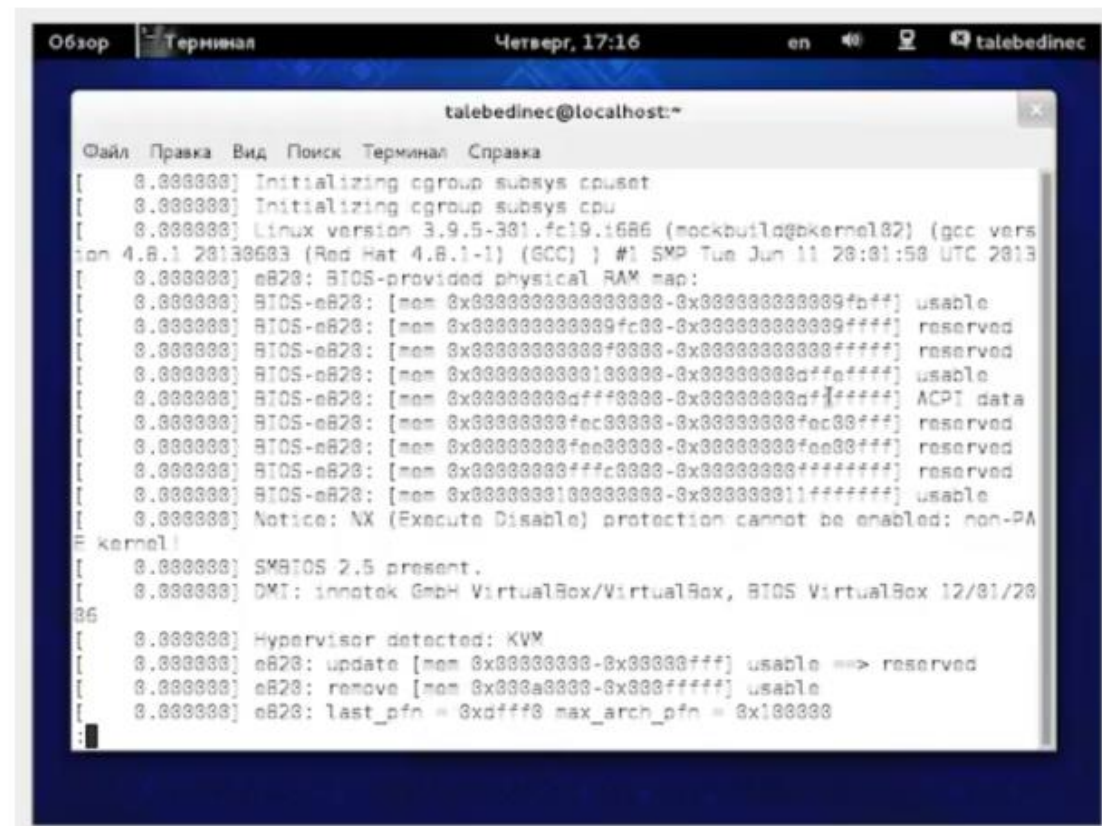 Обзор Терминал Четверг, 17:16 en talebedinec
talebedinec@localhost:~
Файл Правка Вид Поиск Терминал Справка
[    0.000000] Initializing cgroup subsys cpuset
[    0.000000] Initializing cgroup subsys cpu
[    0.000000] Linux version 3.9.5-301.fc19.i686 (mockbuild@bkernel02) (gcc vers
ion 4.8.1 20130603 (Red Hat 4.8.1-1) (GCC) ) #1 SMP Tue Jun 11 20:01:50 UTC 2013
[    0.000000] e820: BIOS-provided physical RAM map:
[    0.000000] BIOS-e820: [mem 0x0000000000000000-0x000000000009fbff] usable
[    0.000000] BIOS-e820: [mem 0x000000000009fc00-0x000000000009ffff] reserved
[    0.000000] BIOS-e820: [mem 0x00000000000f0000-0x00000000000fffff] reserved
[    0.000000] BIOS-e820: [mem 0x0000000000100000-0x00000000dffeffff] usable
[    0.000000] BIOS-e820: [mem 0x00000000dfff0000-0x00000000dfffffff] ACPI data
[    0.000000] BIOS-e820: [mem 0x00000000fec00000-0x00000000fec00fff] reserved
[    0.000000] BIOS-e820: [mem 0x00000000fee00000-0x00000000fee00fff] reserved
[    0.000000] BIOS-e820: [mem 0x00000000fffc0000-0x00000000ffffffff] reserved
[    0.000000] BIOS-e820: [mem 0x0000000100000000-0x000000011fffffff] usable
[    0.000000] Notice: NX (Execute Disable) protection cannot be enabled: non-PA
E kernel!
[    0.000000] SMBIOS 2.5 present.
[    0.000000] DMI: innotek GmbH VirtualBox/VirtualBox, BIOS VirtualBox 12/01/20
06
[    0.000000] Hypervisor detected: KVM
[    0.000000] e820: update [mem 0x00000000-0x00000fff] usable ==> reserved
[    0.000000] e820: remove [mem 0x000a0000-0x000fffff] usable
[    0.000000] e820: last_pfn = 0xdfff0 max_arch_pfn = 0x100000
: